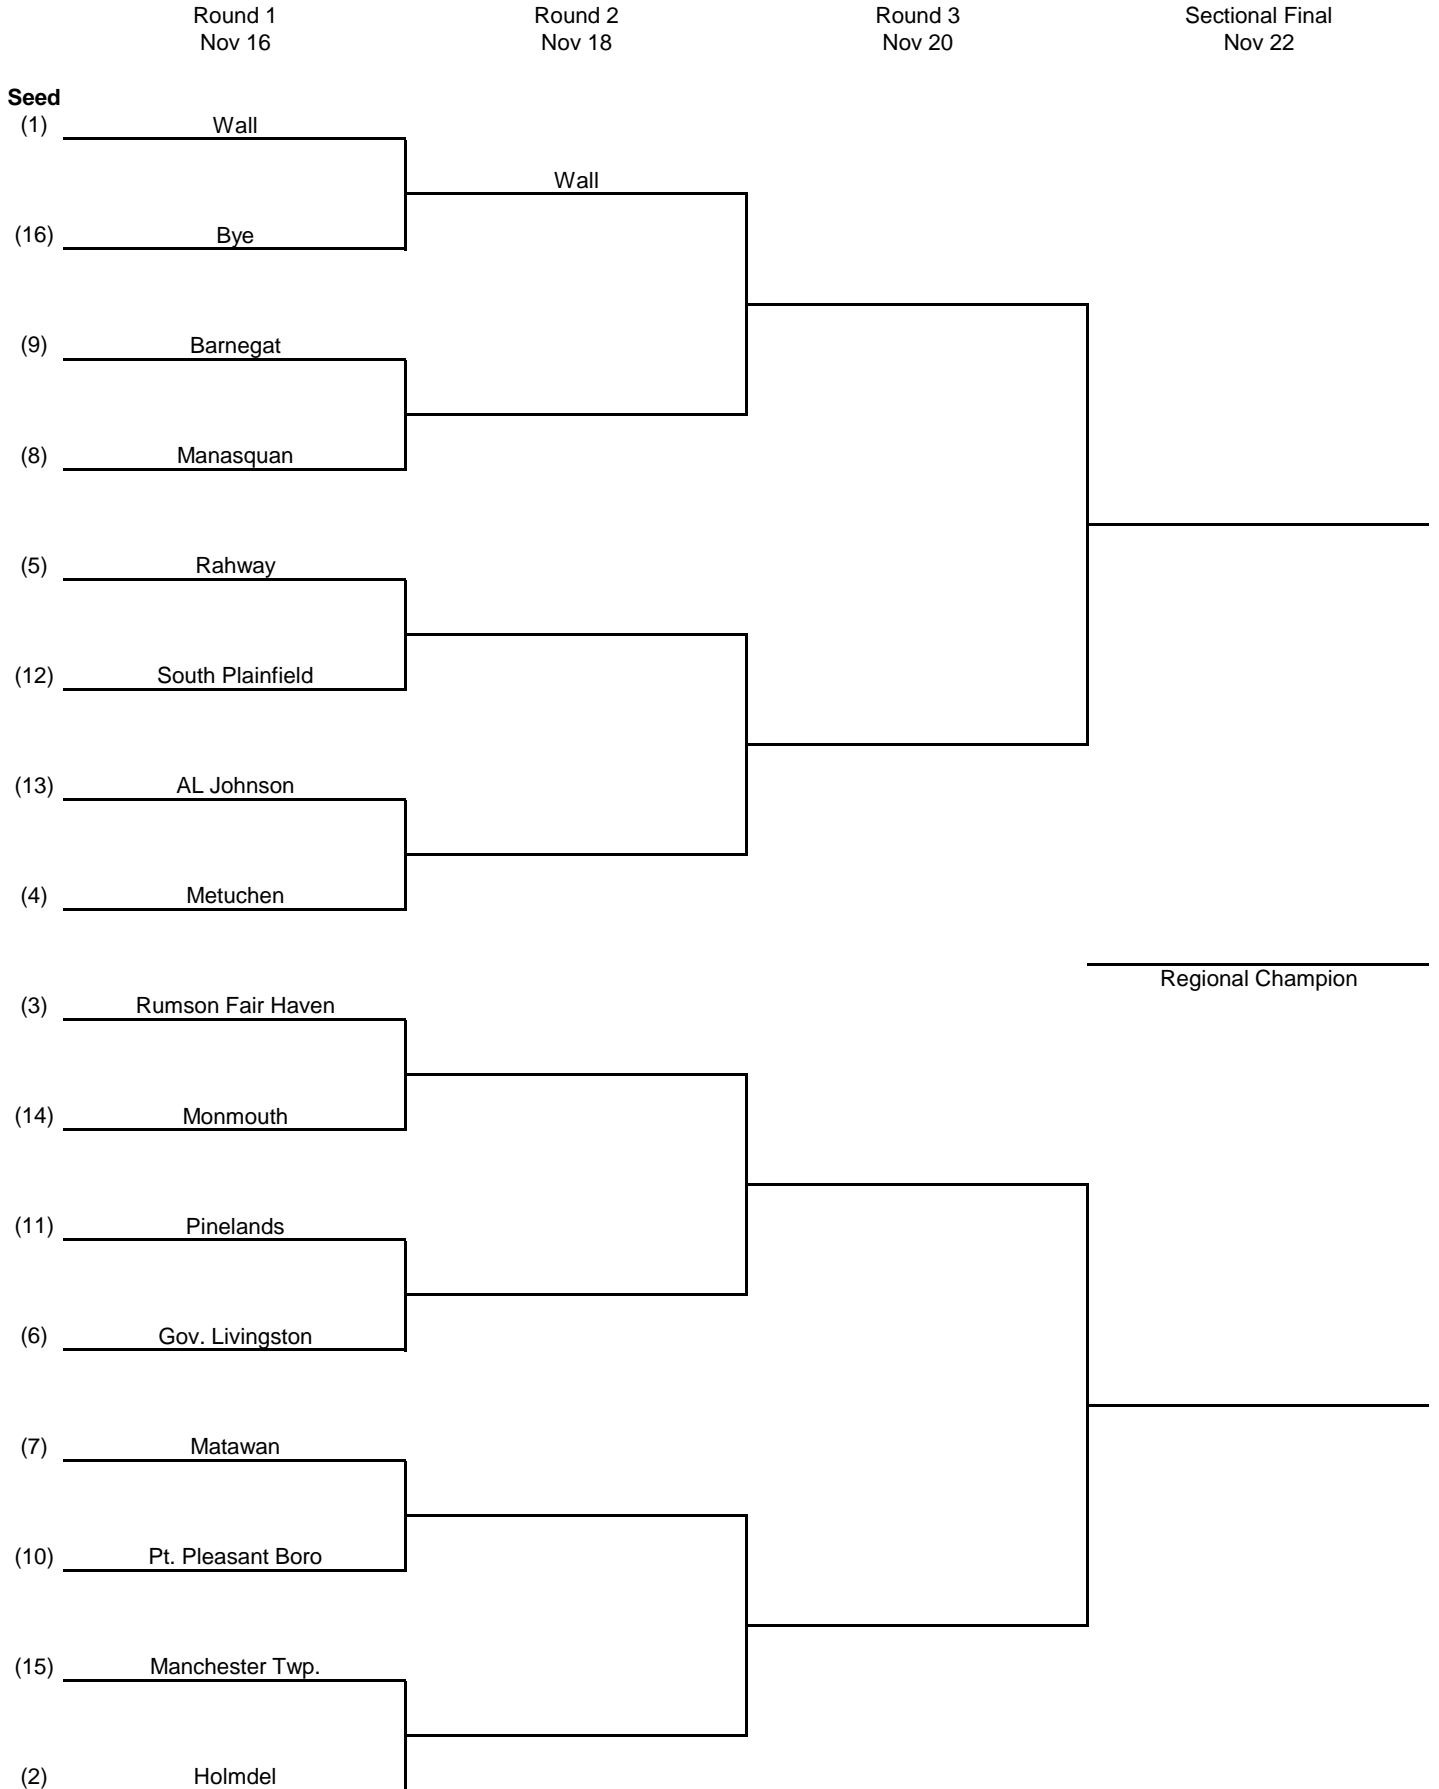 Round 1 Round 2 Round 3 Sectional Final
Nov 16 Nov 18 Nov 20 Nov 22
Seed
(1) Wall
Wall
(16) Bye
(9) Barnegat
(8) Manasquan
(5) Rahway
(12) South Plainfield
(13) AL Johnson
(4) Metuchen
Regional Champion
(3) Rumson Fair Haven
(14) Monmouth
(11) Pinelands
(6) Gov. Livingston
(7) Matawan
(10) Pt. Pleasant Boro
(15) Manchester Twp.
(2) Holmdel